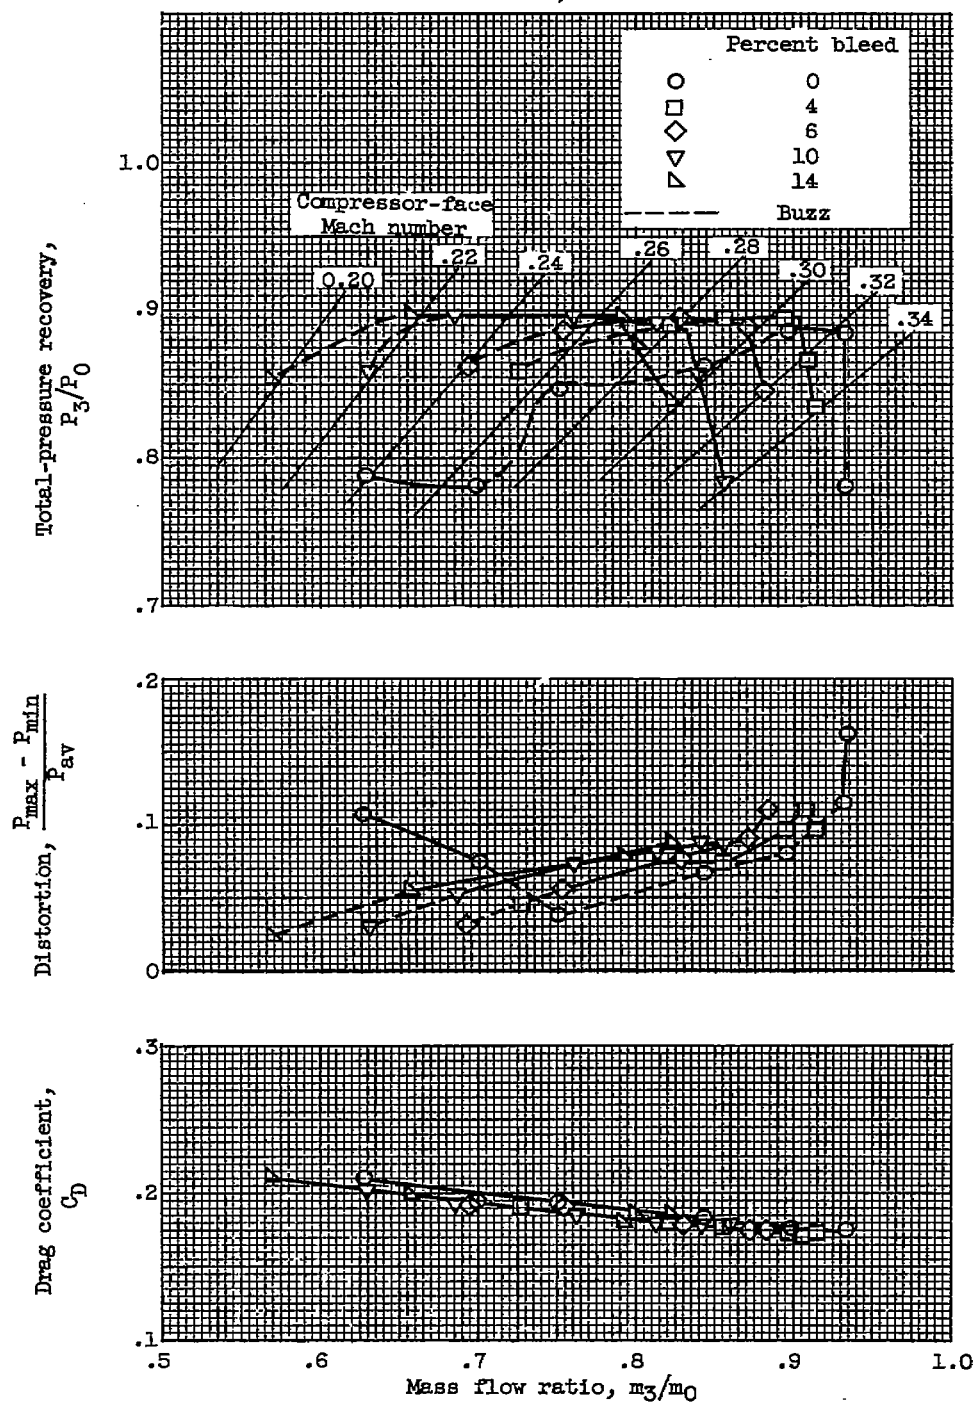 Percent bleed
0
4
6
10
14
Buzz
Compressor-face
Mach number
0.20
.22
.24
.26
.28
.30
.32
.34
Total-pressure recovery,
P3/P0
1.0
.9
.8
.7
Distortion, Pmax - Pmin
Pav
.2
.1
0
Drag coefficient,
CD
.3
.2
.1
.5
.6
.7
.8
.9
1.0
Mass flow ratio, m3/m0